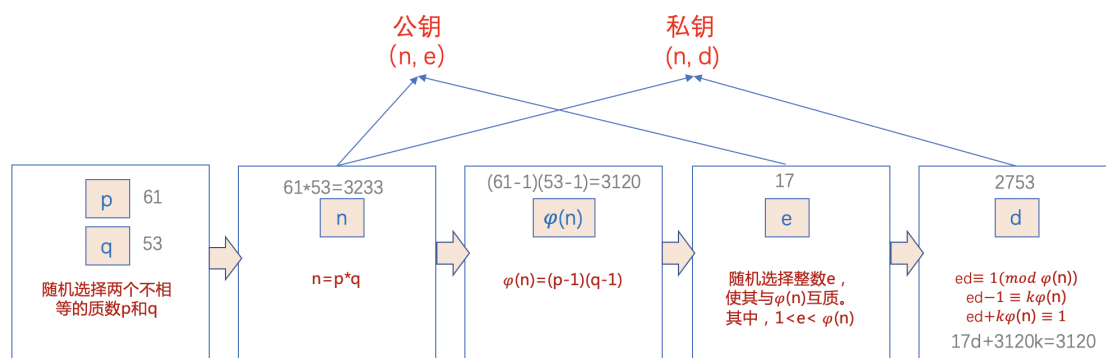 公钥
(n, e)
私钥
(n, d)
p
61
q
53
随机选择两个不相
等的质数p和q
61*53=3233
n
n=p*q
(61-1)(53-1)=3120
φ(n)
φ(n)=(p-1)(q-1)
17
e
随机选择整数e，
使其与φ(n)互质。
其中，1<e< φ(n)
2753
d
ed≡ 1(mod φ(n))
ed−1 ≡ kφ(n)
ed+kφ(n) ≡ 1
17d+3120k=3120